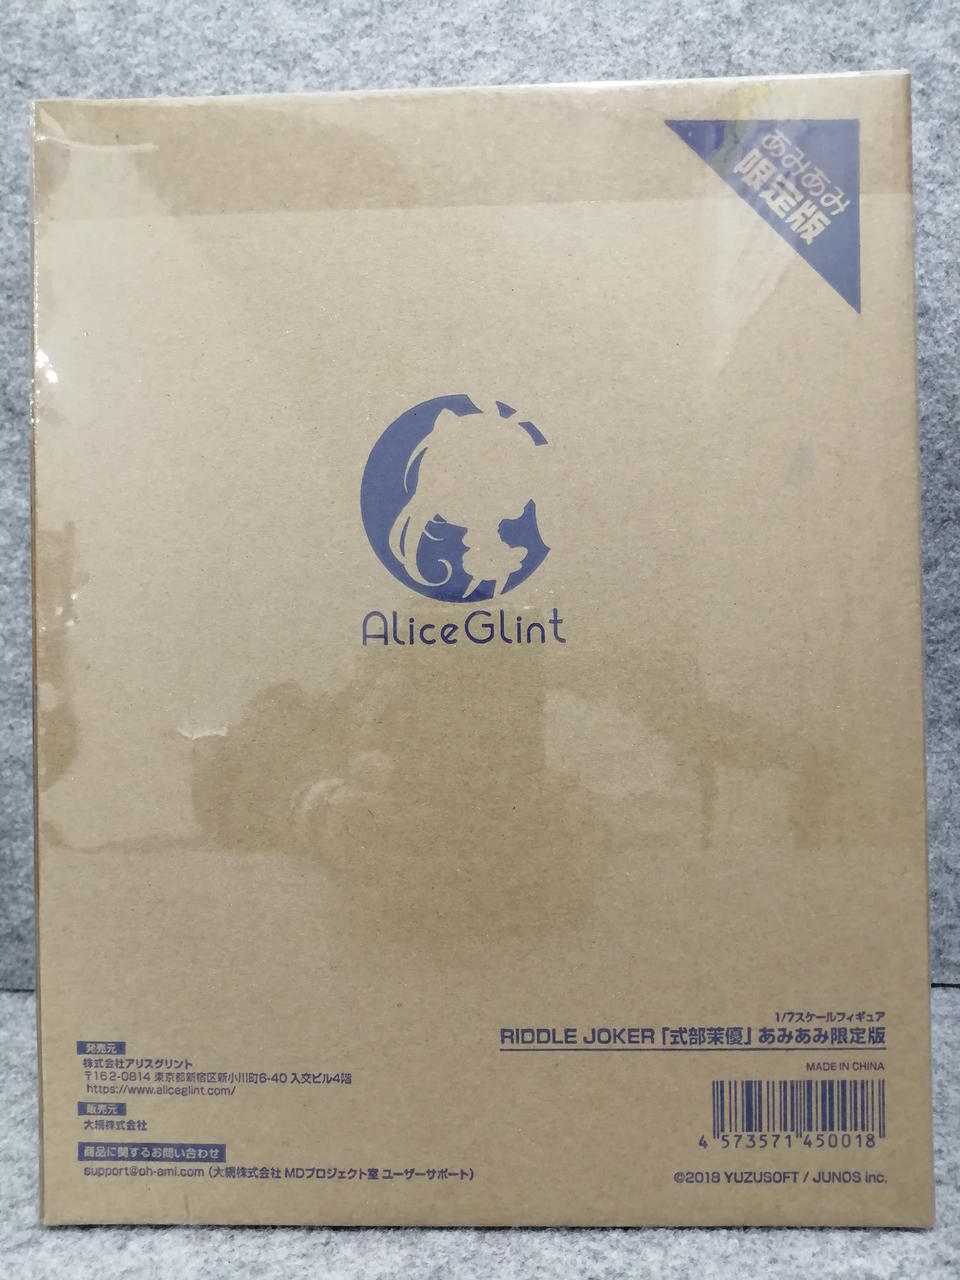 あみあみ
限定版
AliceGlint
1/7スケールフィギュア
RIDDLE JOKER「式部茉優」あみあみ限定版
MADE IN CHINA
4 573571 450018
©2018 YUZUSOFT / JUNOS inc.
発売元
株式会社アリスグリント
〒162-0814 東京都新宿区新小川町6-40 入交ビル4階
https://www.aliceglint.com/
販売元
大網株式会社
商品に関するお問い合わせ
support@oh-ami.com（大網株式会社 MDプロジェクト室 ユーザーサポート）